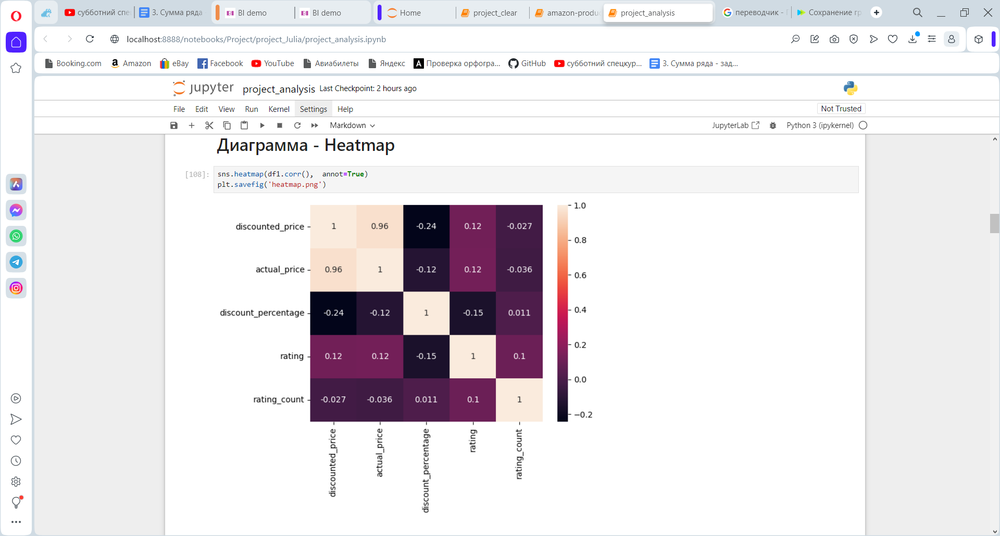 субботний спе
3. Сумма ряда
BI demo
BI demo
Home
project_clear
amazon-produ
project_analysis
переводчик - 
Сохранение гр
localhost:8888/notebooks/Project/project_Julia/project_analysis.ipynb
Booking.com
Amazon
eBay
Facebook
YouTube
Авиабилеты
Яндекс
Проверка орфогра...
GitHub
субботний спецкур...
3. Сумма ряда - зад...
jupyter project_analysis Last Checkpoint: 2 hours ago
File Edit View Run Kernel Settings Help
Not Trusted
Markdown
JupyterLab
Python 3 (ipykernel)
Диаграмма - Heatmap
[108]:
sns.heatmap(df1.corr(),  annot=True)
plt.savefig('heatmap.png')
discounted_price 1 0.96 -0.24 0.12 -0.027
actual_price 0.96 1 -0.12 0.12 -0.036
discount_percentage -0.24 -0.12 1 -0.15 0.011
rating 0.12 0.12 -0.15 1 0.1
rating_count -0.027 -0.036 0.011 0.1 1
discounted_price
actual_price
discount_percentage
rating
rating_count
1.0
0.8
0.6
0.4
0.2
0.0
−0.2